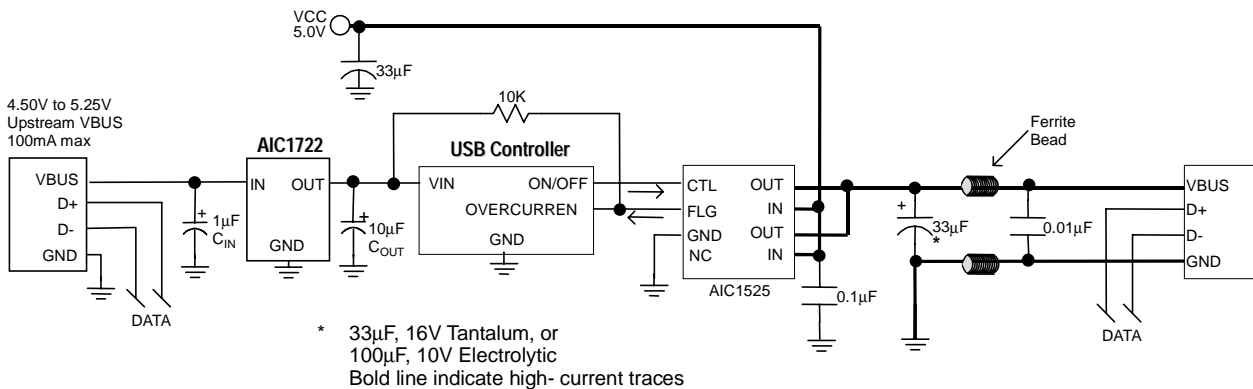 VCC
5.0V
33µF
4.50V to 5.25V
Upstream VBUS
100mA max
10K
Ferrite
Bead
AIC1722
USB Controller
VBUS
D+
D-
GND
IN
OUT
GND
+
1µF
CIN
+
10µF
COUT
VIN
ON/OFF
OVERCURREN
GND
CTL
FLG
GND
NC
OUT
IN
OUT
IN
AIC1525
0.1µF
+
33µF
*
0.01µF
VBUS
D+
D-
GND
DATA
DATA
* 33µF, 16V Tantalum, or
100µF, 10V Electrolytic
Bold line indicate high- current traces